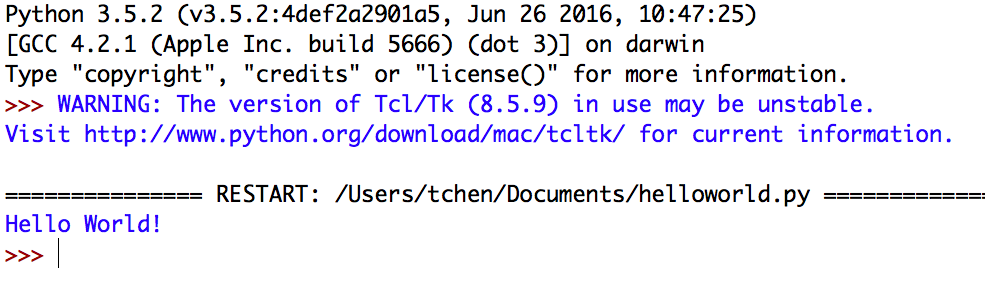 Python 3.5.2 (v3.5.2:4def2a2901a5, Jun 26 2016, 10:47:25)
[GCC 4.2.1 (Apple Inc. build 5666) (dot 3)] on darwin
Type "copyright", "credits" or "license()" for more information.
>>> WARNING: The version of Tcl/Tk (8.5.9) in use may be unstable.
Visit http://www.python.org/download/mac/tcltk/ for current information.
=============== RESTART: /Users/tchen/Documents/helloworld.py =============
Hello World!
>>>